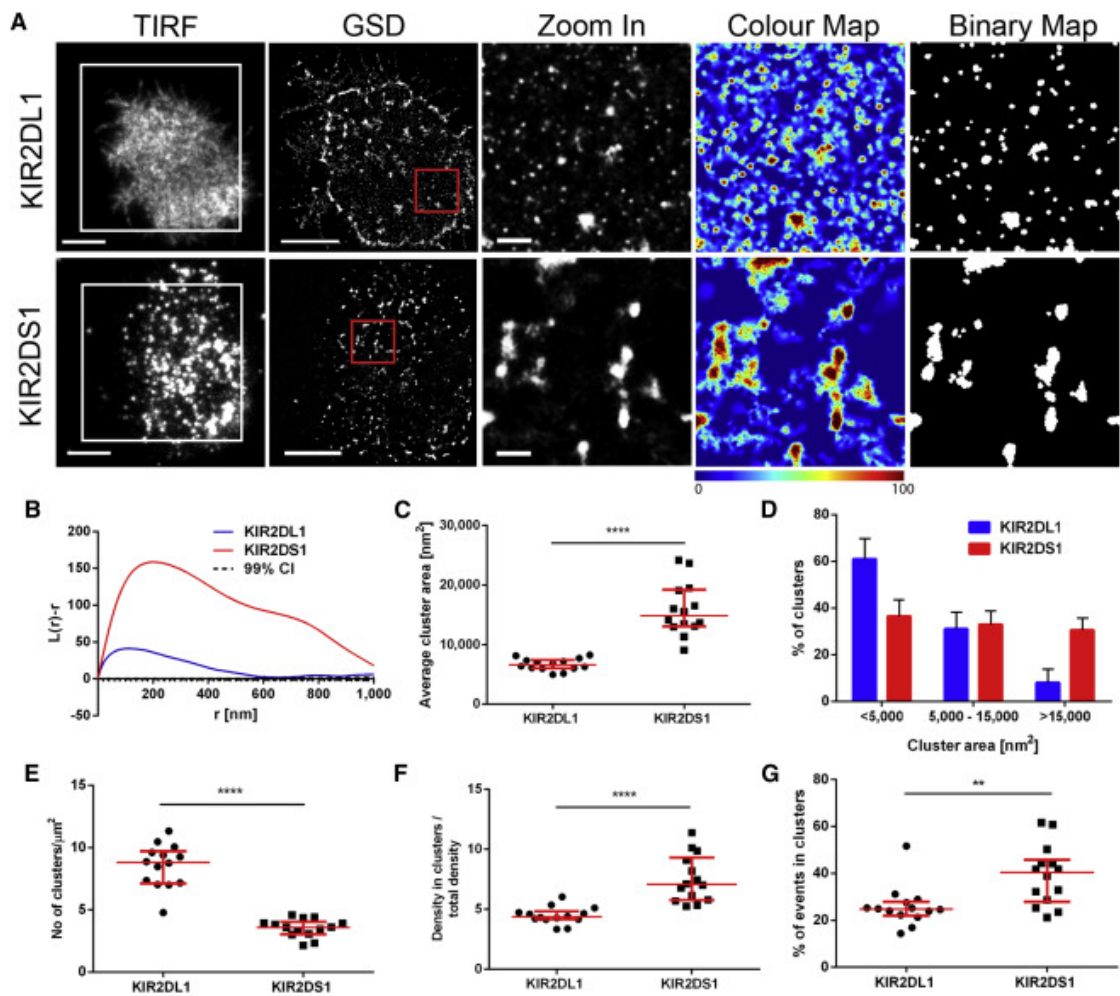 A
TIRF
GSD
Zoom In
Colour Map
Binary Map
KIR2DL1
KIR2DS1
0
100
B
KIR2DL1
KIR2DS1
99% CI
200
150
100
50
-50
L(r)-r
200
400
600
800
1,000
r [nm]
C
****
30,000
20,000
10,000
0
Average cluster area [nm²]
KIR2DL1
KIR2DS1
D
KIR2DL1
KIR2DS1
80
60
40
20
0
% of clusters
<5,000
5,000 - 15,000
>15,000
Cluster area [nm²]
E
****
15
10
5
0
No of clusters/µm²
KIR2DL1
KIR2DS1
F
****
15
10
5
0
Density in clusters /
total density
KIR2DL1
KIR2DS1
G
**
80
60
40
20
0
% of events in clusters
KIR2DL1
KIR2DS1